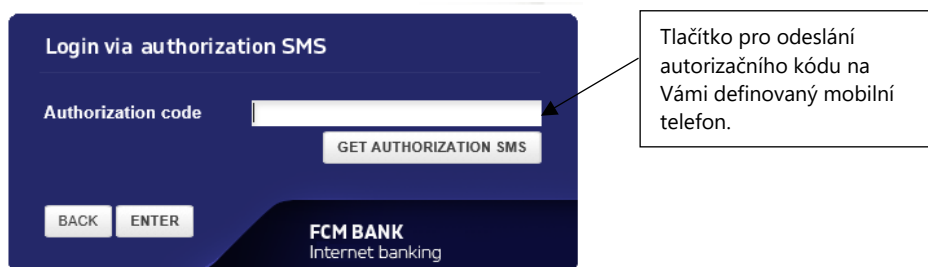 Login via authorization SMS
Authorization code
GET AUTHORIZATION SMS
BACK
ENTER
FCM BANK
Internet banking
Tlačítko pro odeslání
autorizačního kódu na
Vámi definovaný mobilní
telefon.